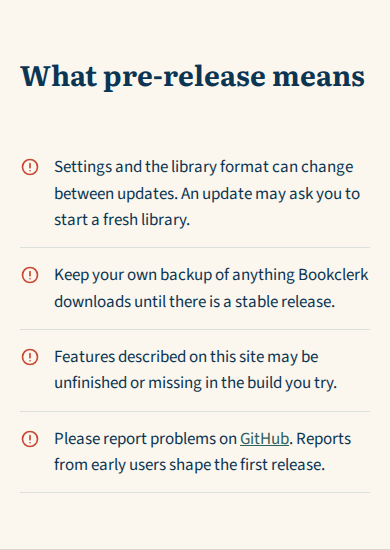 What pre-release means
Settings and the library format can change
between updates. An update may ask you to
start a fresh library.
Keep your own backup of anything Bookclerk
downloads until there is a stable release.
Features described on this site may be
unfinished or missing in the build you try.
Please report problems on GitHub. Reports
from early users shape the first release.